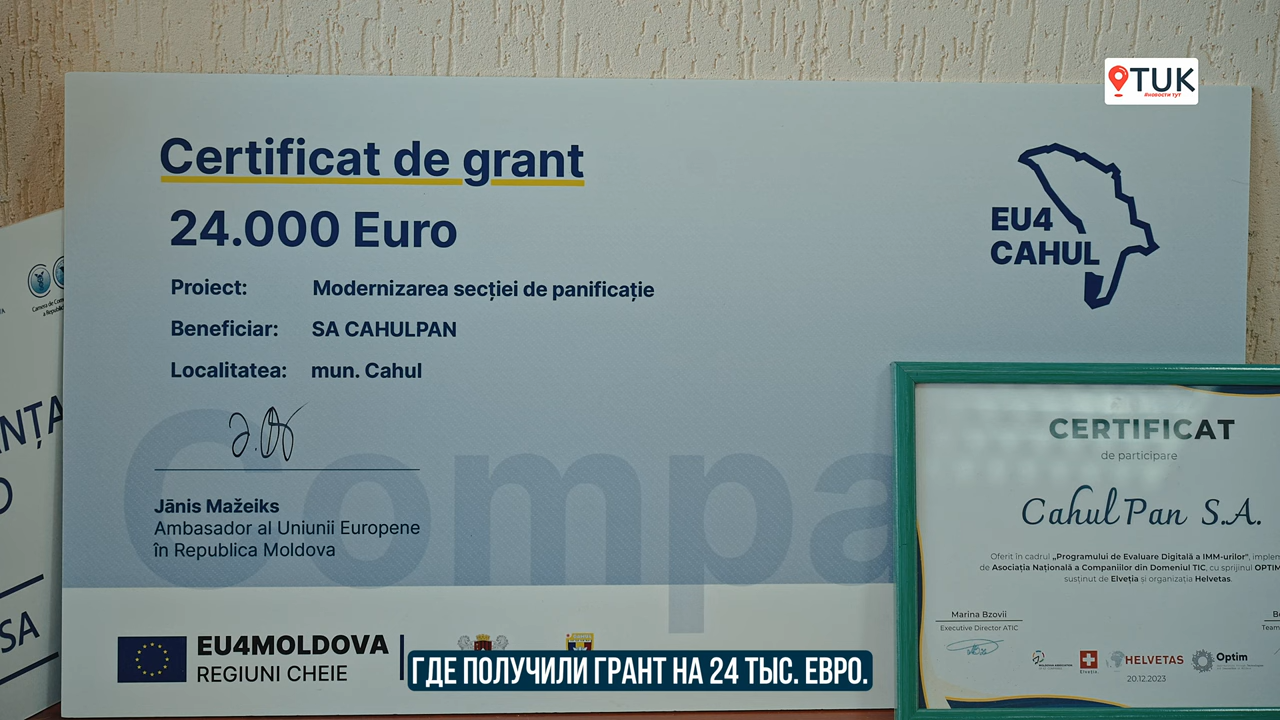 TUK
#новости тут
Certificat de grant
24.000 Euro
Proiect: Modernizarea secției de panificație
Beneficiar: SA CAHULPAN
Localitatea: mun. Cahul
EU4
CAHUL
Compa
Jānis Mažeiks
Ambasador al Uniunii Europene
în Republica Moldova
EU4MOLDOVA
REGIUNI CHEIE
NȚA
O
SA
CERTIFICAT
de participare
Cahul Pan S.A.
Oferit în cadrul „Programului de Evaluare Digitală a IMM-urilor",
de Asociația Națională a Companiilor din Domeniul TIC, cu sprijinul OPTIM
susținut de Elveția și organizația Helvetas.
Marina Bzovii
Executive Director ATIC
Elveția
HELVETAS
Optim
20.12.2023
ГДЕ ПОЛУЧИЛИ ГРАНТ НА 24 ТЫС. ЕВРО.